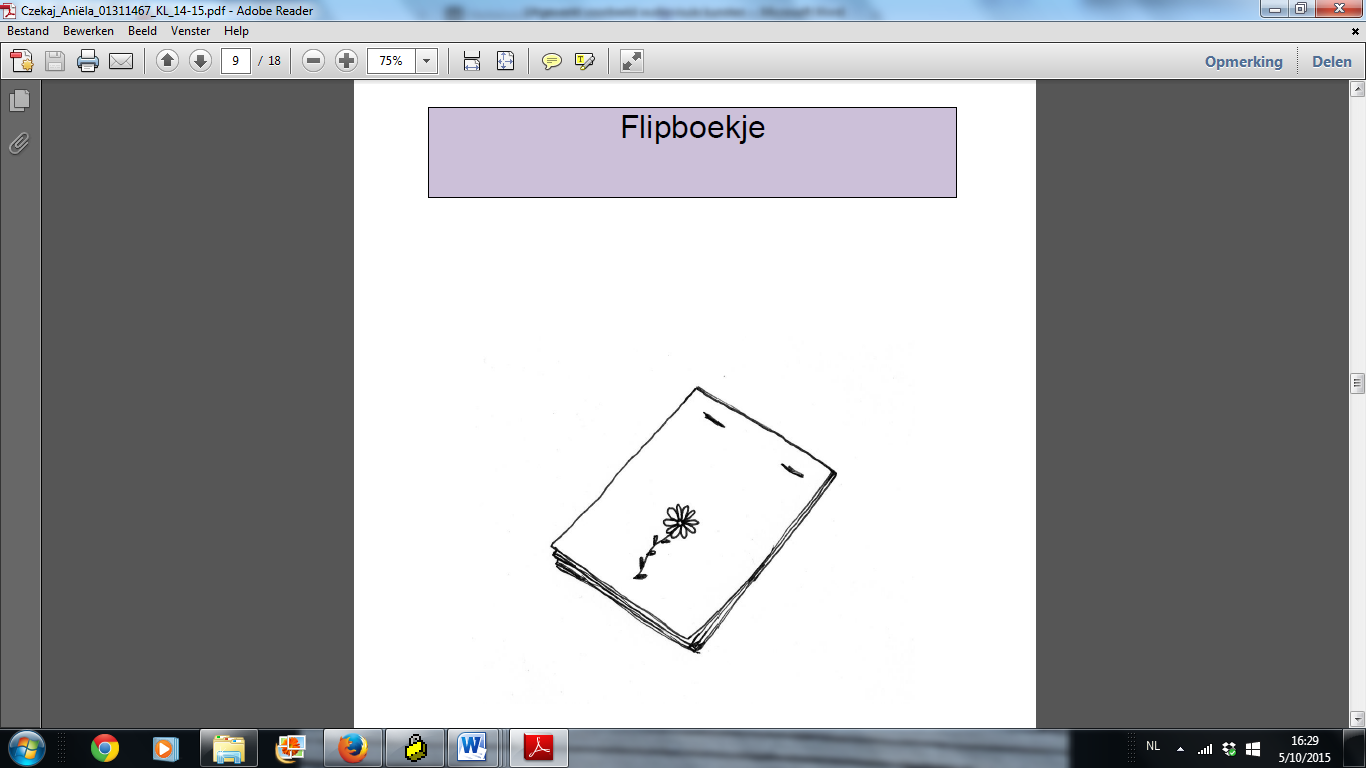 Czekaj_Aniëla_01311467_KL_14-15.pdf - Adobe Reader
Bestand Bewerken Beeld Venster Help
9 / 18 75% Opmerking Delen
Flipboekje
NL 16:29
5/10/2015